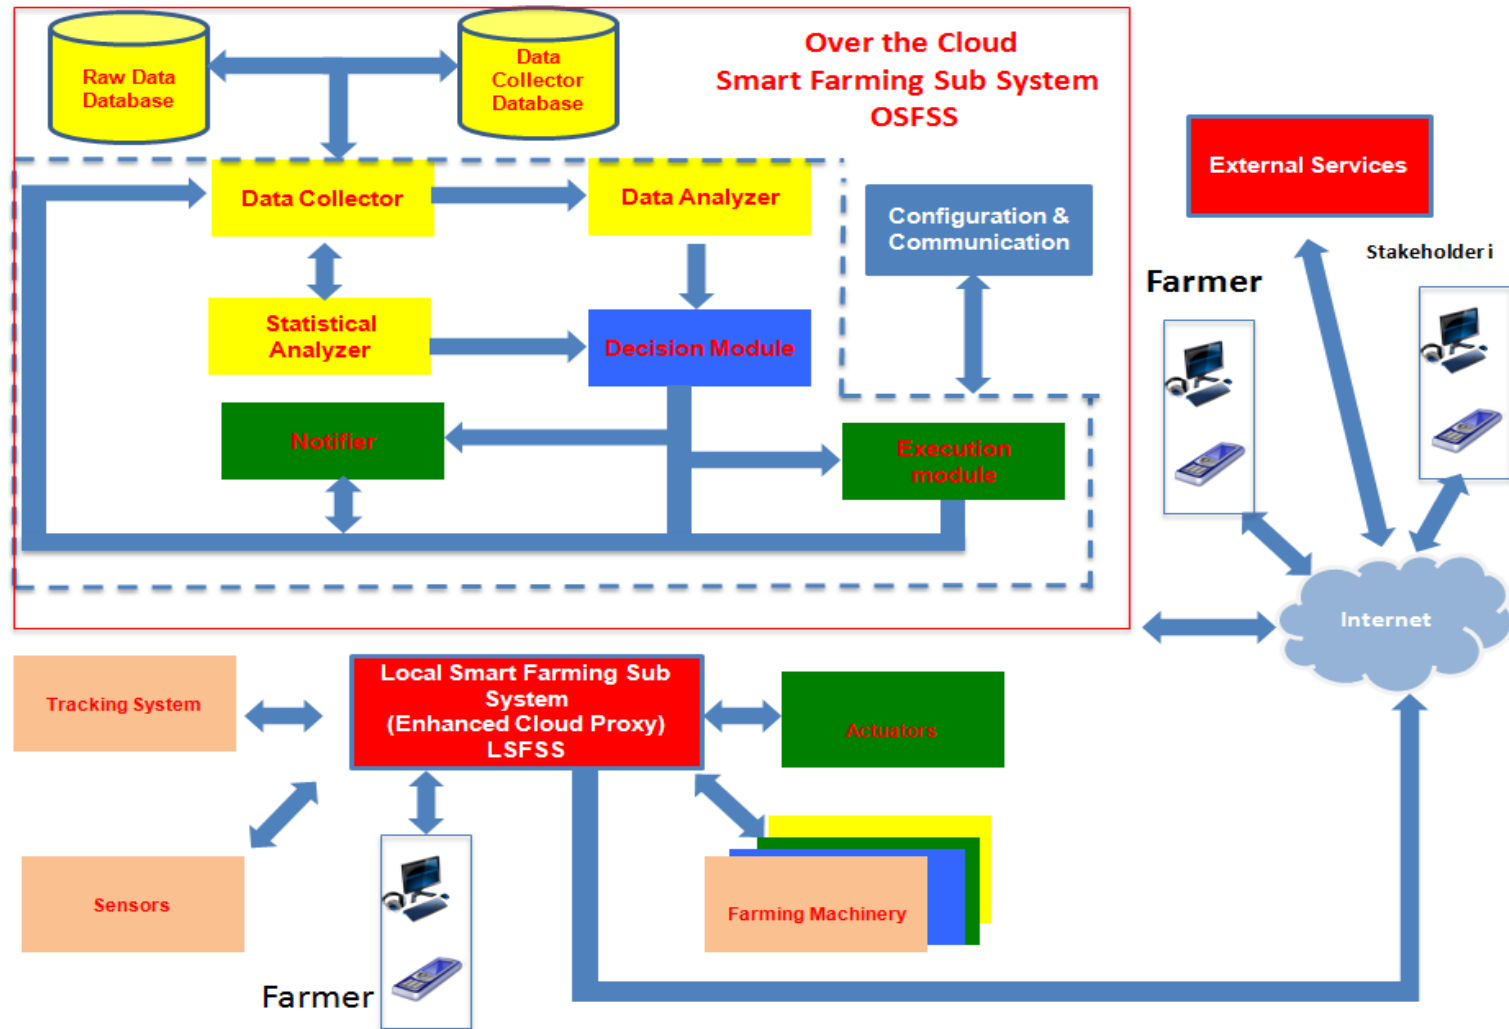 Over the Cloud
Smart Farming Sub System
OSFSS
Raw Data
Database
Data
Collector
Database
Data Collector
Data Analyzer
Configuration &
Communication
External Services
Stakeholder i
Farmer
Statistical
Analyzer
Decision Module
Notifier
Execution
module
Internet
Tracking System
Local Smart Farming Sub
System
(Enhanced Cloud Proxy)
LSFSS
Actuators
Sensors
Farming Machinery
Farmer